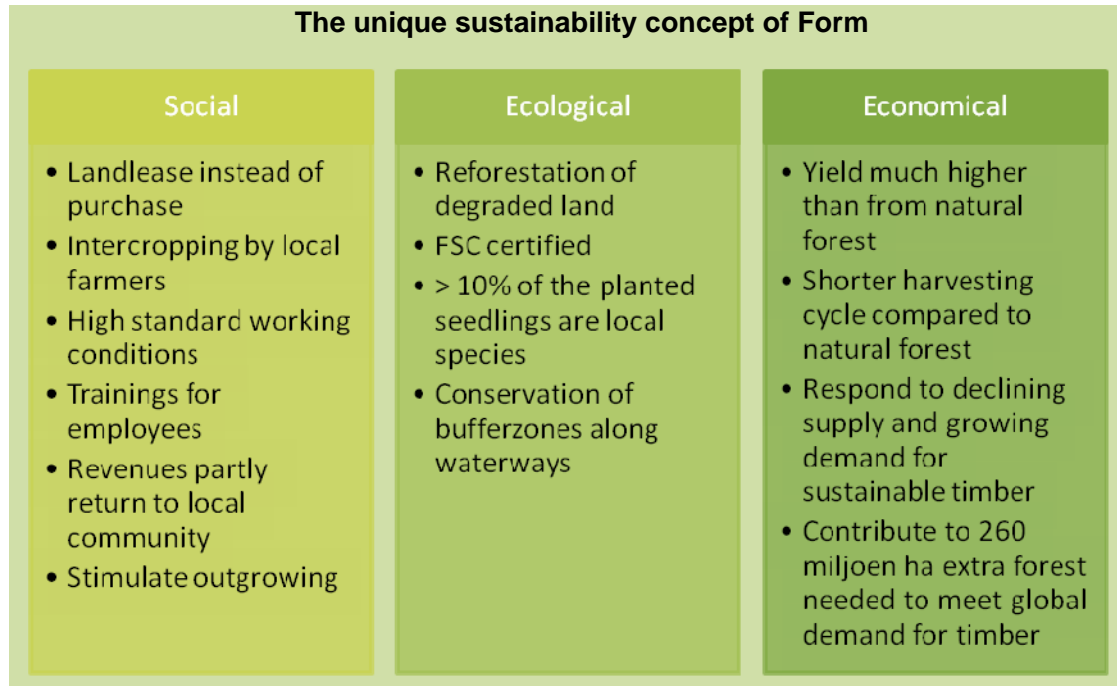 The unique sustainability concept of Form
Social
• Landlease instead of
purchase
• Intercropping by local
farmers
• High standard working
conditions
• Trainings for
employees
• Revenues partly
return to local
community
• Stimulate outgrowing
Ecological
• Reforestation of
degraded land
• FSC certified
• > 10% of the planted
seedlings are local
species
• Conservation of
bufferzones along
waterways
Economical
• Yield much higher
than from natural
forest
• Shorter harvesting
cycle compared to
natural forest
• Respond to declining
supply and growing
demand for
sustainable timber
• Contribute to 260
miljoen ha extra forest
needed to meet global
demand for timber